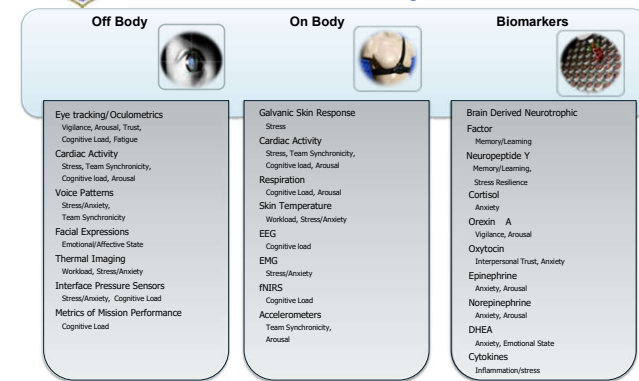 Off Body
Eye tracking/Oculometrics
Vigilance, Arousal, Trust,
Cognitive Load, Fatigue
Cardiac Activity
Stress, Team Synchronicity,
Cognitive load, Arousal
Voice Patterns
Stress/Anxiety,
Team Synchronicity
Facial Expressions
Emotional/Affective State
Thermal Imaging
Workload, Stress/Anxiety
Interface Pressure Sensors
Stress/Anxiety, Cognitive Load
Metrics of Mission Performance
Cognitive Load
On Body
Galvanic Skin Response
Stress
Cardiac Activity
Stress, Team Synchronicity,
Cognitive load, Arousal
Respiration
Cognitive Load, Arousal
Skin Temperature
Workload, Stress/Anxiety
EEG
Cognitive load
EMG
Stress/Anxiety
fNIRS
Cognitive Load
Accelerometers
Team Synchronicity,
Arousal
Biomarkers
Brain Derived Neurotrophic
Factor
Memory/Learning
Neuropeptide Y
Memory/Learning,
Stress Resilience
Cortisol
Anxiety
Orexin A
Vigilance, Arousal
Oxytocin
Interpersonal Trust, Anxiety
Epinephrine
Anxiety, Arousal
Norepinephrine
Anxiety, Arousal
DHEA
Anxiety, Emotional State
Cytokines
Inflammation/stress